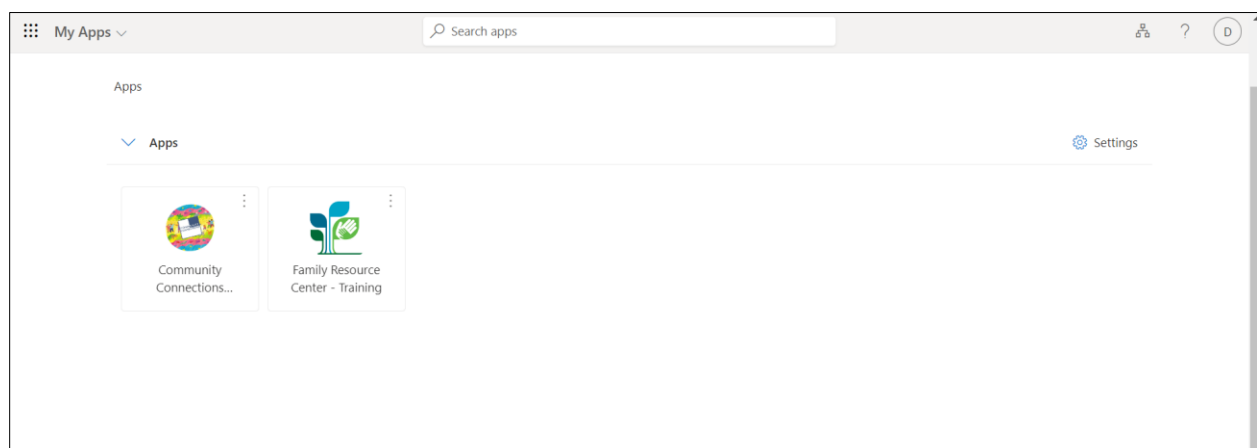 My Apps
Search apps
?
D
Apps
Apps
Settings
Community
Connections...
Family Resource
Center - Training